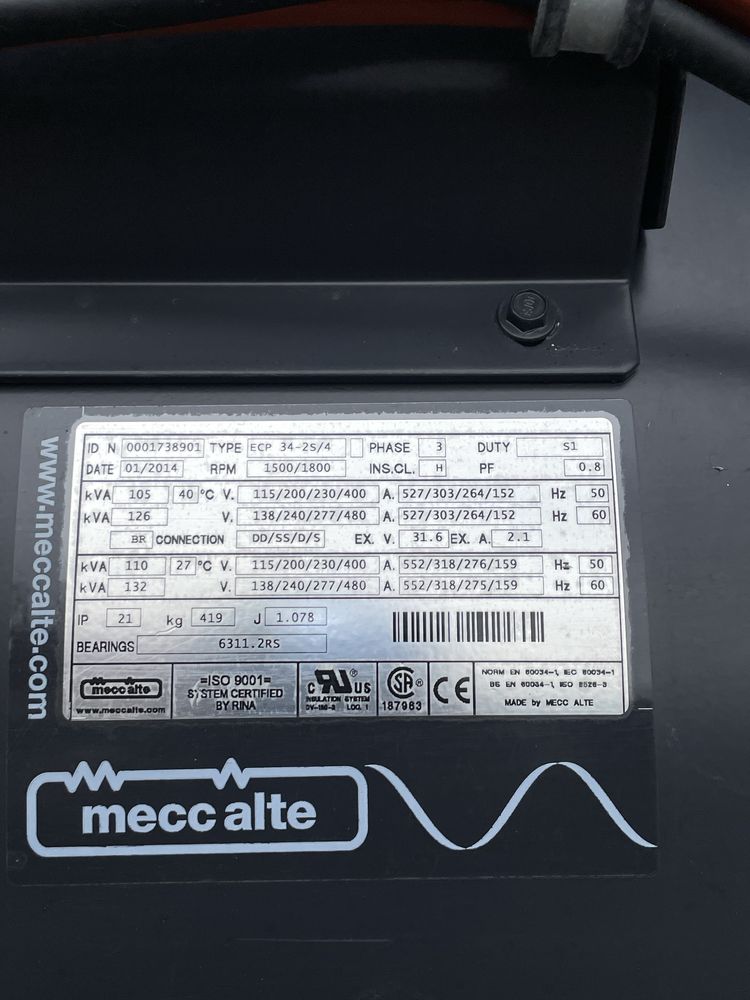 www.meccalte.com
ID N 0001738901 TYPE ECP 34-2S/4 PHASE 3 DUTY S1
DATE 01/2014 RPM 1500/1800 INS.CL. H PF 0.8
kVA 105 40 °C V. 115/200/230/400 A. 527/303/264/152 Hz 50
kVA 126 V. 138/240/277/480 A. 527/303/264/152 Hz 60
BR CONNECTION DD/SS/D/S EX. V. 31.6 EX. A. 2.1
kVA 110 27 °C V. 115/200/230/400 A. 552/318/276/159 Hz 50
kVA 132 V. 138/240/277/480 A. 552/318/275/159 Hz 60
IP 21 kg 419 J 1.078
BEARINGS 6311.2RS
mecc alte
www.meccalte.com
=ISO 9001=
SYSTEM CERTIFIED
BY RINA
C RU ® US
INSULATION SYSTEM
LOC. 1
SA ®
187983
CE
NORM EN 60034-1, IEC 60034-1
BS EN 60034-1, ISO 8528-3
MADE by MECC ALTE
mecc alte